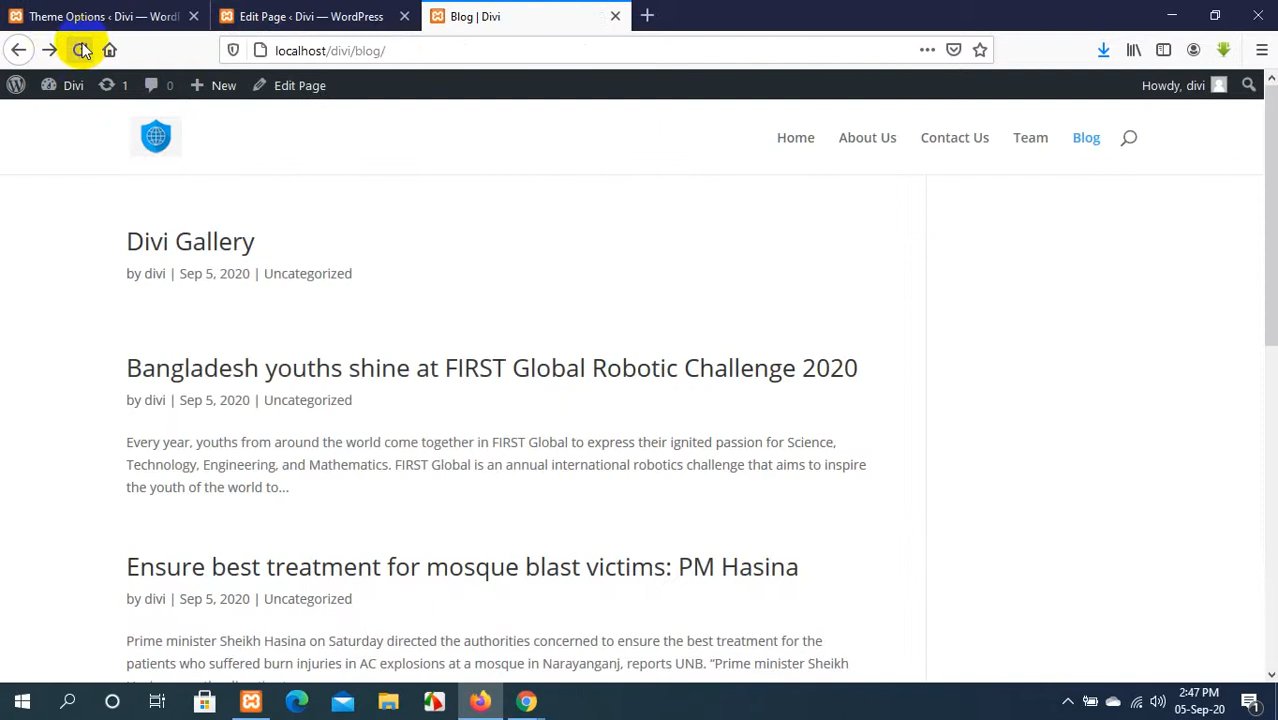 Theme Options ‹ Divi — WordI
Edit Page ‹ Divi — WordPress
Blog | Divi
localhost/divi/blog/
Divi
1
0
New
Edit Page
Howdy, divi
Home
About Us
Contact Us
Team
Blog
Divi Gallery
by divi | Sep 5, 2020 | Uncategorized
Bangladesh youths shine at FIRST Global Robotic Challenge 2020
by divi | Sep 5, 2020 | Uncategorized
Every year, youths from around the world come together in FIRST Global to express their ignited passion for Science,
Technology, Engineering, and Mathematics. FIRST Global is an annual international robotics challenge that aims to inspire
the youth of the world to...
Ensure best treatment for mosque blast victims: PM Hasina
by divi | Sep 5, 2020 | Uncategorized
Prime minister Sheikh Hasina on Saturday directed the authorities concerned to ensure the best treatment for the
patients who suffered burn injuries in AC explosions at a mosque in Narayanganj, reports UNB. “Prime minister Sheikh
2:47 PM
05-Sep-20
1